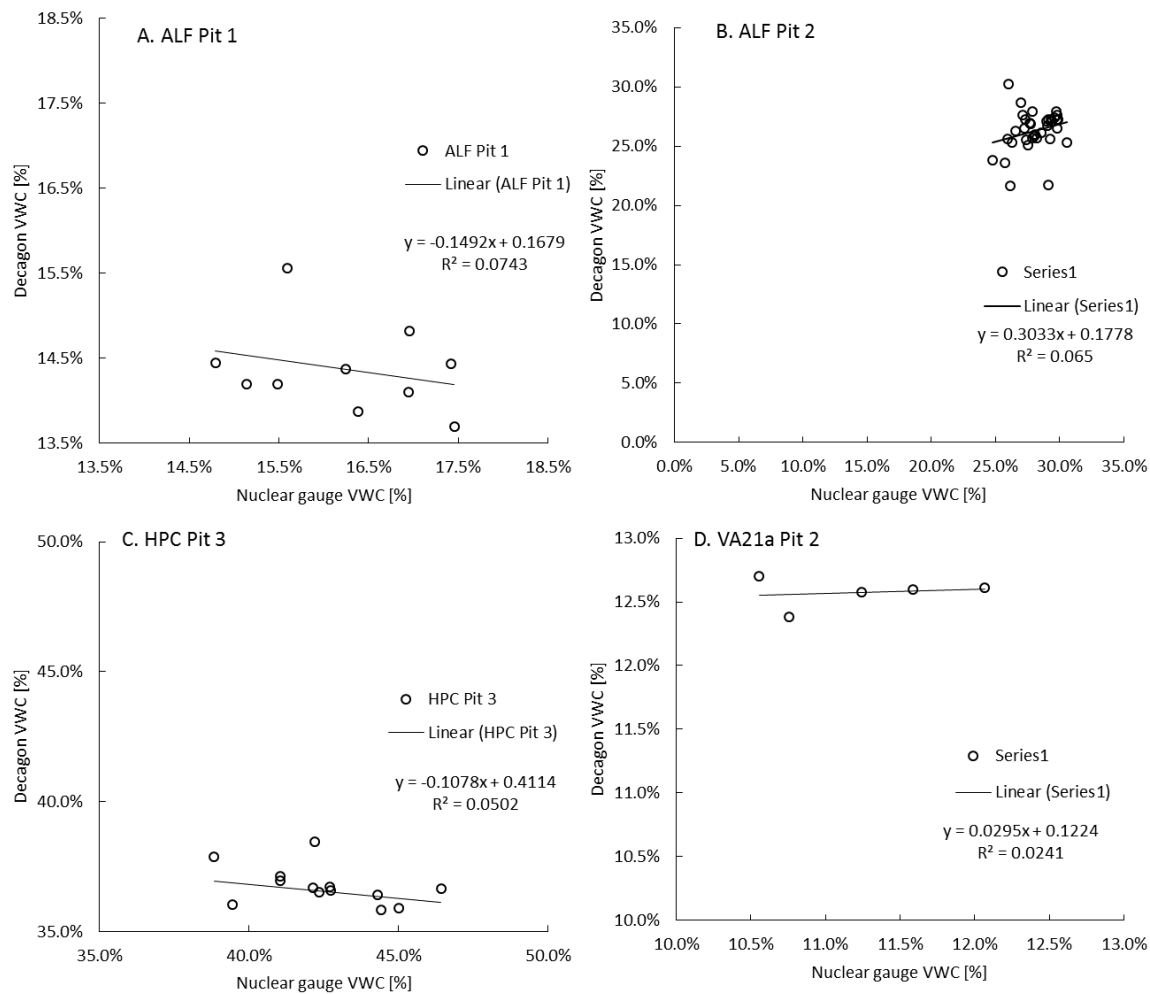 A. ALF Pit 1
18.5%
17.5%
16.5%
15.5%
14.5%
13.5%
Decagon VWC [%]
ALF Pit 1
Linear (ALF Pit 1)
y = -0.1492x + 0.1679
R² = 0.0743
13.5% 14.5% 15.5% 16.5% 17.5% 18.5%
Nuclear gauge VWC [%]
B. ALF Pit 2
35.0%
30.0%
25.0%
20.0%
15.0%
10.0%
5.0%
0.0%
Decagon VWC [%]
Series1
Linear (Series1)
y = 0.3033x + 0.1778
R² = 0.065
0.0% 5.0% 10.0% 15.0% 20.0% 25.0% 30.0% 35.0%
Nuclear gauge VWC [%]
C. HPC Pit 3
50.0%
45.0%
40.0%
35.0%
Decagon VWC [%]
HPC Pit 3
Linear (HPC Pit 3)
y = -0.1078x + 0.4114
R² = 0.0502
35.0% 40.0% 45.0% 50.0%
Nuclear gauge VWC [%]
D. VA21a Pit 2
13.0%
12.5%
12.0%
11.5%
11.0%
10.5%
10.0%
Decagon VWC [%]
Series1
Linear (Series1)
y = 0.0295x + 0.1224
R² = 0.0241
10.0% 10.5% 11.0% 11.5% 12.0% 12.5% 13.0%
Nuclear gauge VWC [%]